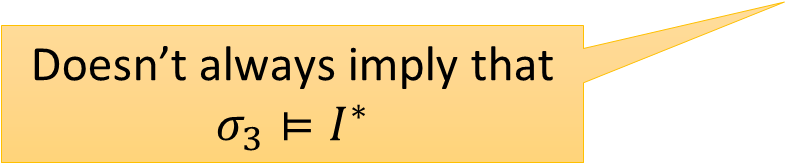 Doesn’t always imply that
𝜎₃ ⊨ 𝐼*